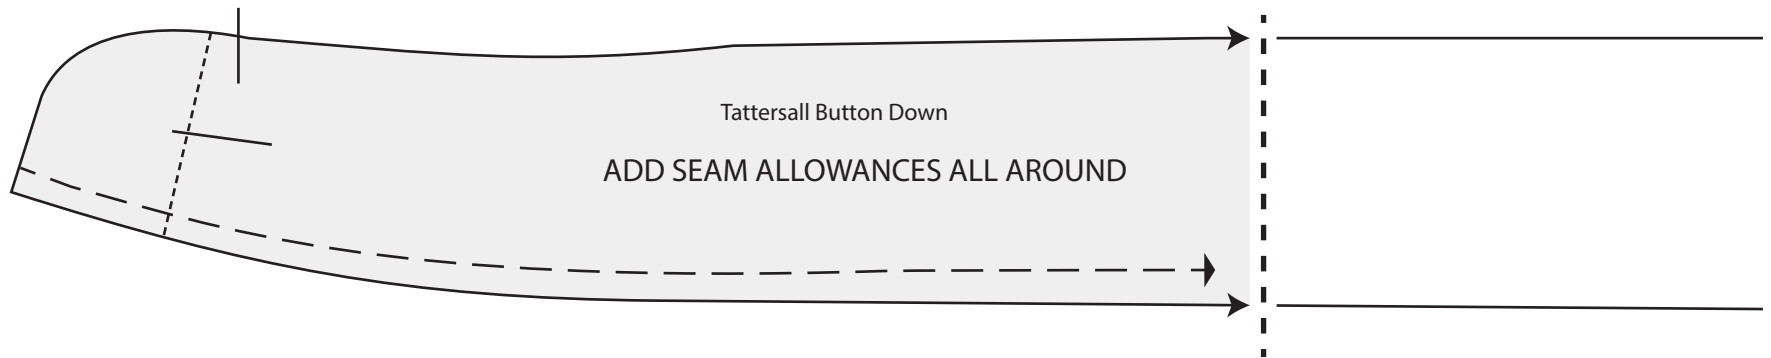 Tattersall Button Down
ADD SEAM ALLOWANCES ALL AROUND